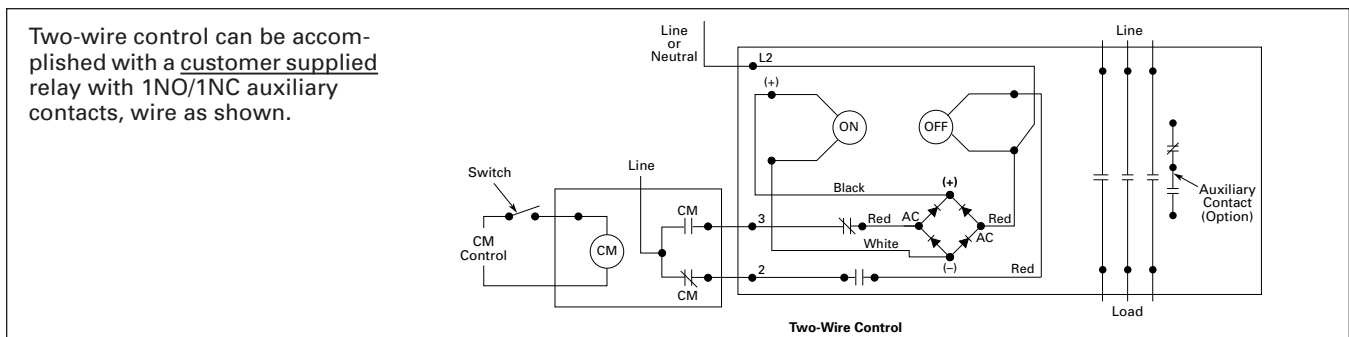 Two-wire control can be accom-
plished with a customer supplied
relay with 1NO/1NC auxiliary
contacts, wire as shown.
Line
or
Neutral
L2
Line
(+)
ON
OFF
Switch
Line
Black
(+)
Auxiliary
Contact
(Option)
CM
3
Red
AC
Red
CM
Control
CM
White
AC
2
(–)
Red
CM
Load
Two-Wire Control